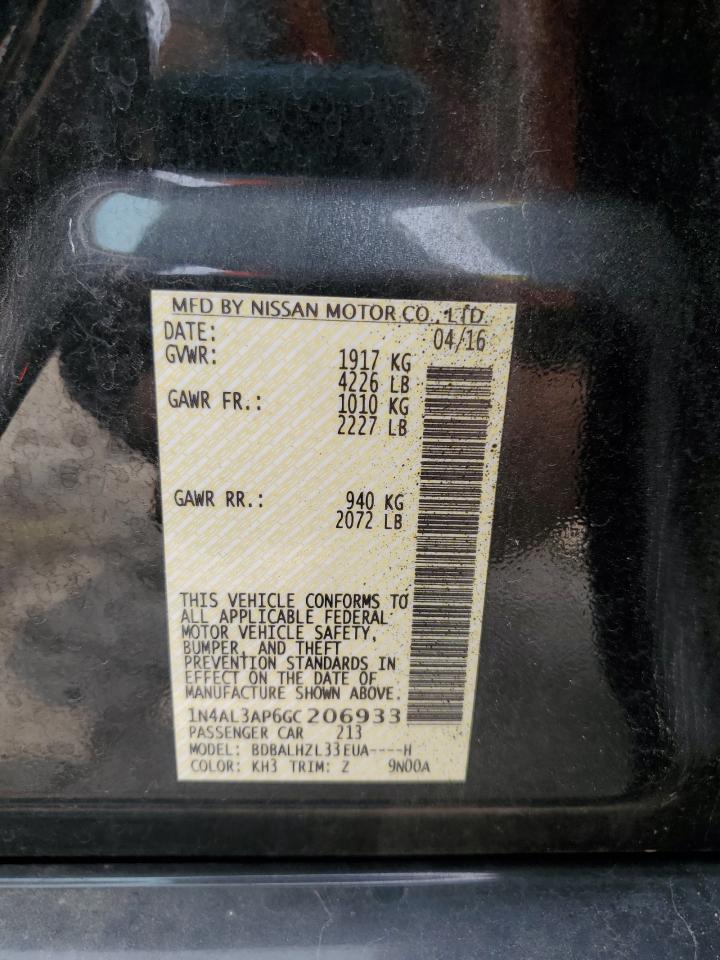 MFD BY NISSAN MOTOR CO., LTD.
DATE: 04/16
GVWR: 1917 KG
4226 LB
GAWR FR.: 1010 KG
2227 LB
GAWR RR.: 940 KG
2072 LB
THIS VEHICLE CONFORMS TO
ALL APPLICABLE FEDERAL
MOTOR VEHICLE SAFETY,
BUMPER, AND THEFT
PREVENTION STANDARDS IN
EFFECT ON THE DATE OF
MANUFACTURE SHOWN ABOVE.
1N4AL3AP6GC206933
PASSENGER CAR 213
MODEL: BDBALHZL33EUA----H
COLOR: KH3 TRIM: Z 9N00A